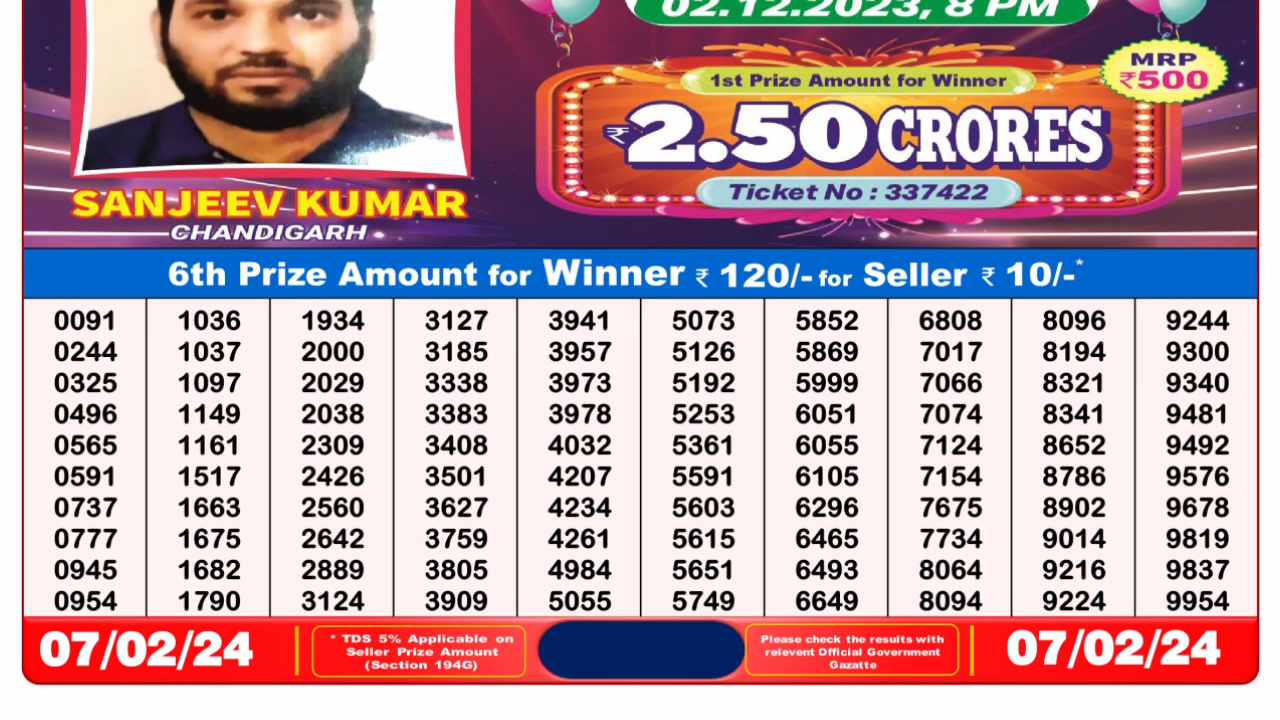 02.12.2023, 8 PM
1st Prize Amount for Winner
MRP
₹500
₹2.50 CRORES
Ticket No : 337422
SANJEEV KUMAR
CHANDIGARH
6th Prize Amount for Winner ₹ 120/- for Seller ₹ 10/-*
0091 1036 1934 3127 3941 5073 5852 6808 8096 9244
0244 1037 2000 3185 3957 5126 5869 7017 8194 9300
0325 1097 2029 3338 3973 5192 5999 7066 8321 9340
0496 1149 2038 3383 3978 5253 6051 7074 8341 9481
0565 1161 2309 3408 4032 5361 6055 7124 8652 9492
0591 1517 2426 3501 4207 5591 6105 7154 8786 9576
0737 1663 2560 3627 4234 5603 6296 7675 8902 9678
0777 1675 2642 3759 4261 5615 6465 7734 9014 9819
0945 1682 2889 3805 4984 5651 6493 8064 9216 9837
0954 1790 3124 3909 5055 5749 6649 8094 9224 9954
07/02/24
* TDS 5% Applicable on
Seller Prize Amount
(Section 194G)
Please check the results with
relevent Official Government
Gazatte
07/02/24